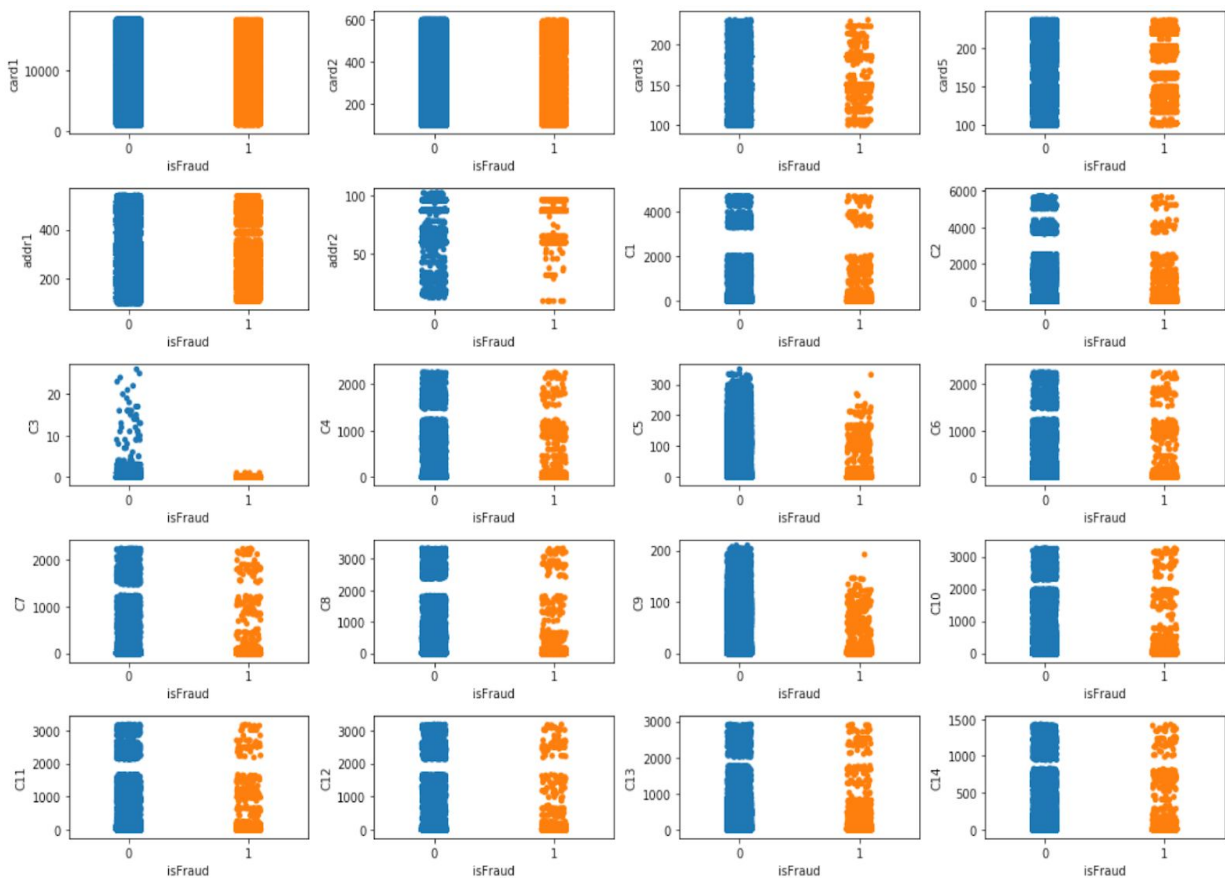 card1 10000 0 0 1 isFraud
card2 600 400 200 0 1 isFraud
card3 200 150 100 0 1 isFraud
card5 200 150 100 0 1 isFraud
addr1 400 200 0 1 isFraud
addr2 100 50 0 1 isFraud
C1 4000 2000 0 0 1 isFraud
C2 6000 4000 2000 0 0 1 isFraud
C3 20 10 0 0 1 isFraud
C4 2000 1000 0 0 1 isFraud
C5 300 200 100 0 0 1 isFraud
C6 2000 1000 0 0 1 isFraud
C7 2000 1000 0 0 1 isFraud
C8 3000 2000 1000 0 0 1 isFraud
C9 200 100 0 0 1 isFraud
C10 3000 2000 1000 0 0 1 isFraud
C11 3000 2000 1000 0 0 1 isFraud
C12 3000 2000 1000 0 0 1 isFraud
C13 3000 2000 1000 0 0 1 isFraud
C14 1500 1000 500 0 0 1 isFraud